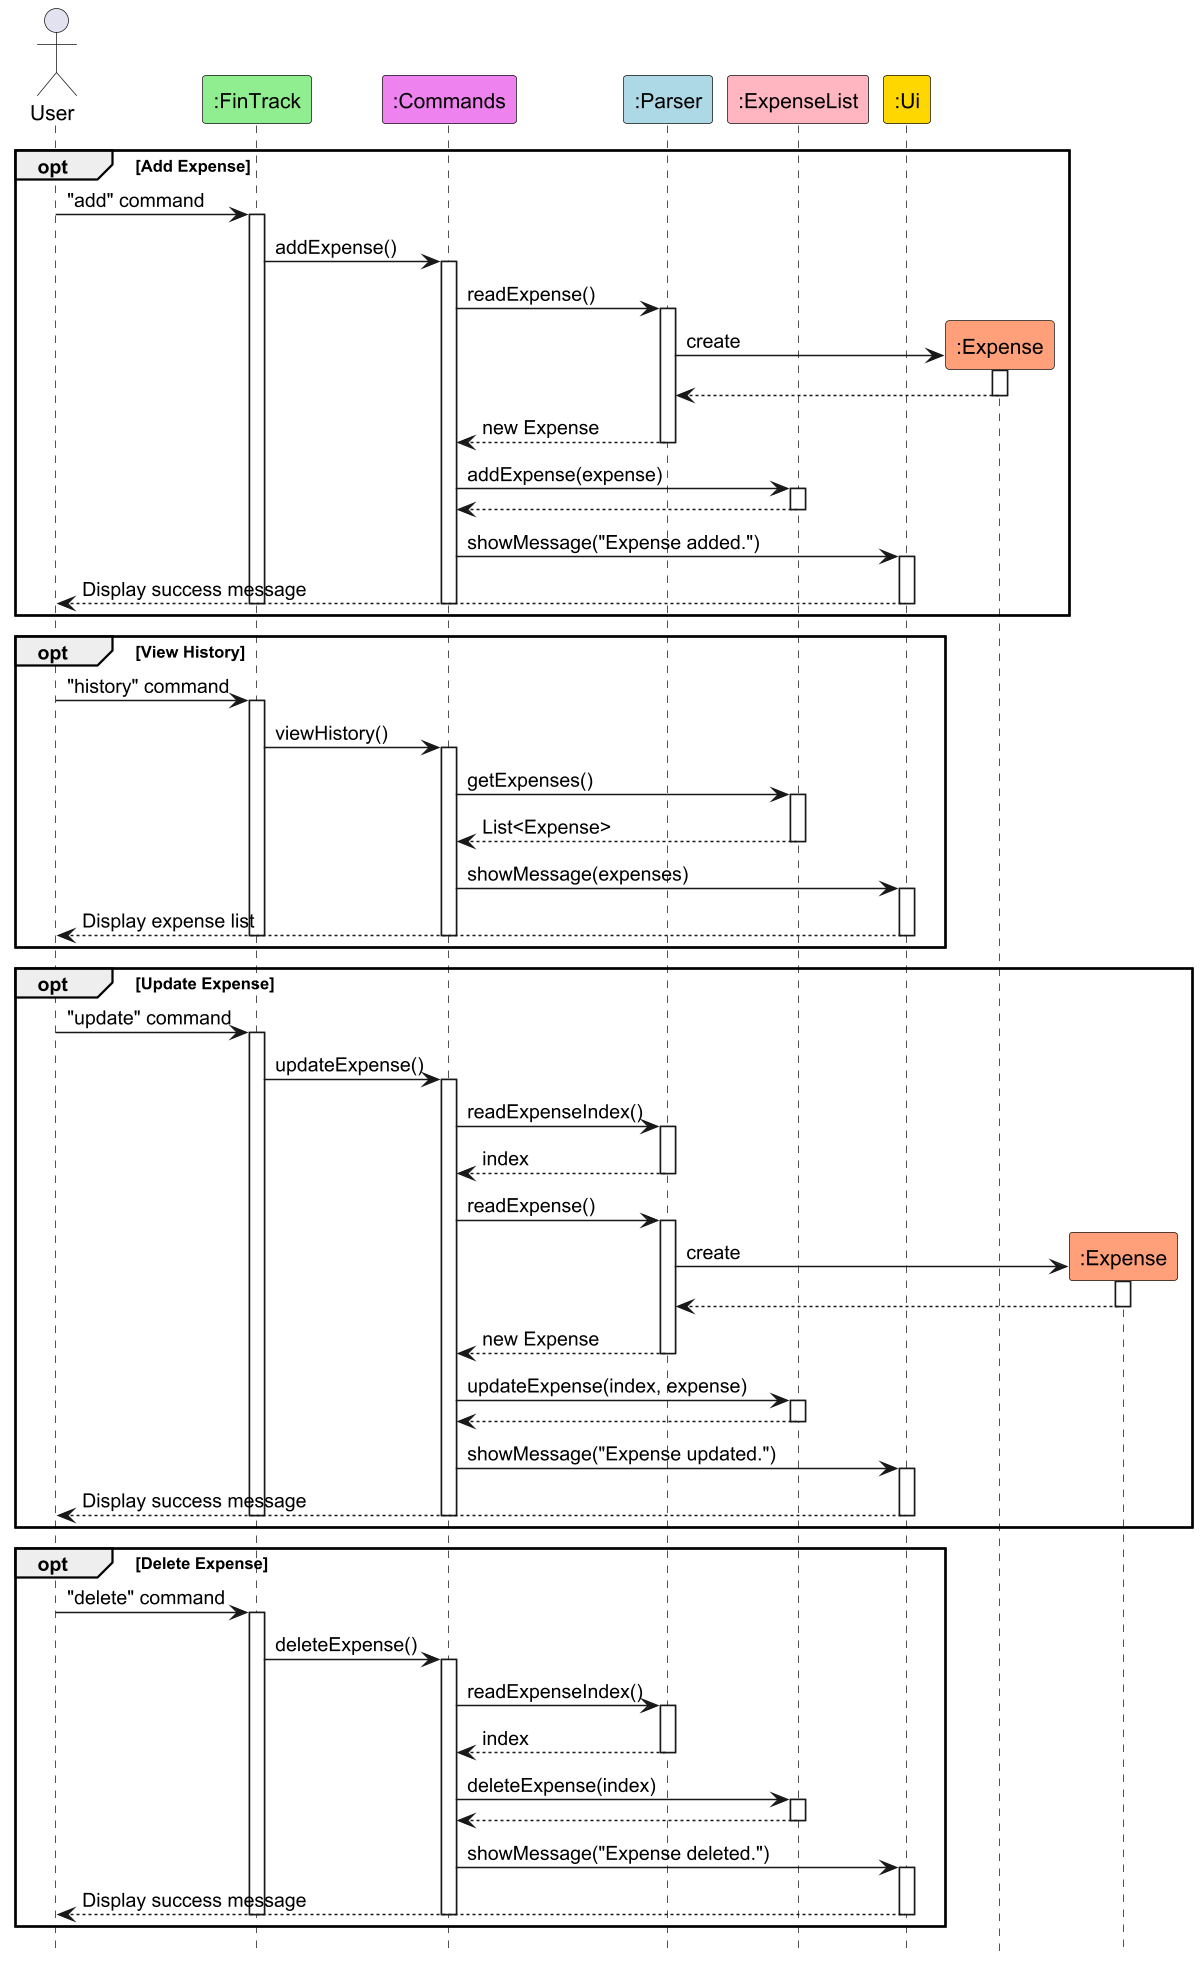 User
:FinTrack
:Commands
:Parser
:ExpenseList
:Ui
opt
[Add Expense]
"add" command
addExpense()
readExpense()
create
:Expense
new Expense
addExpense(expense)
showMessage("Expense added.")
Display success message
opt
[View History]
"history" command
viewHistory()
getExpenses()
List<Expense>
showMessage(expenses)
Display expense list
opt
[Update Expense]
"update" command
updateExpense()
readExpenseIndex()
index
readExpense()
create
:Expense
new Expense
updateExpense(index, expense)
showMessage("Expense updated.")
Display success message
opt
[Delete Expense]
"delete" command
deleteExpense()
readExpenseIndex()
index
deleteExpense(index)
showMessage("Expense deleted.")
Display success message